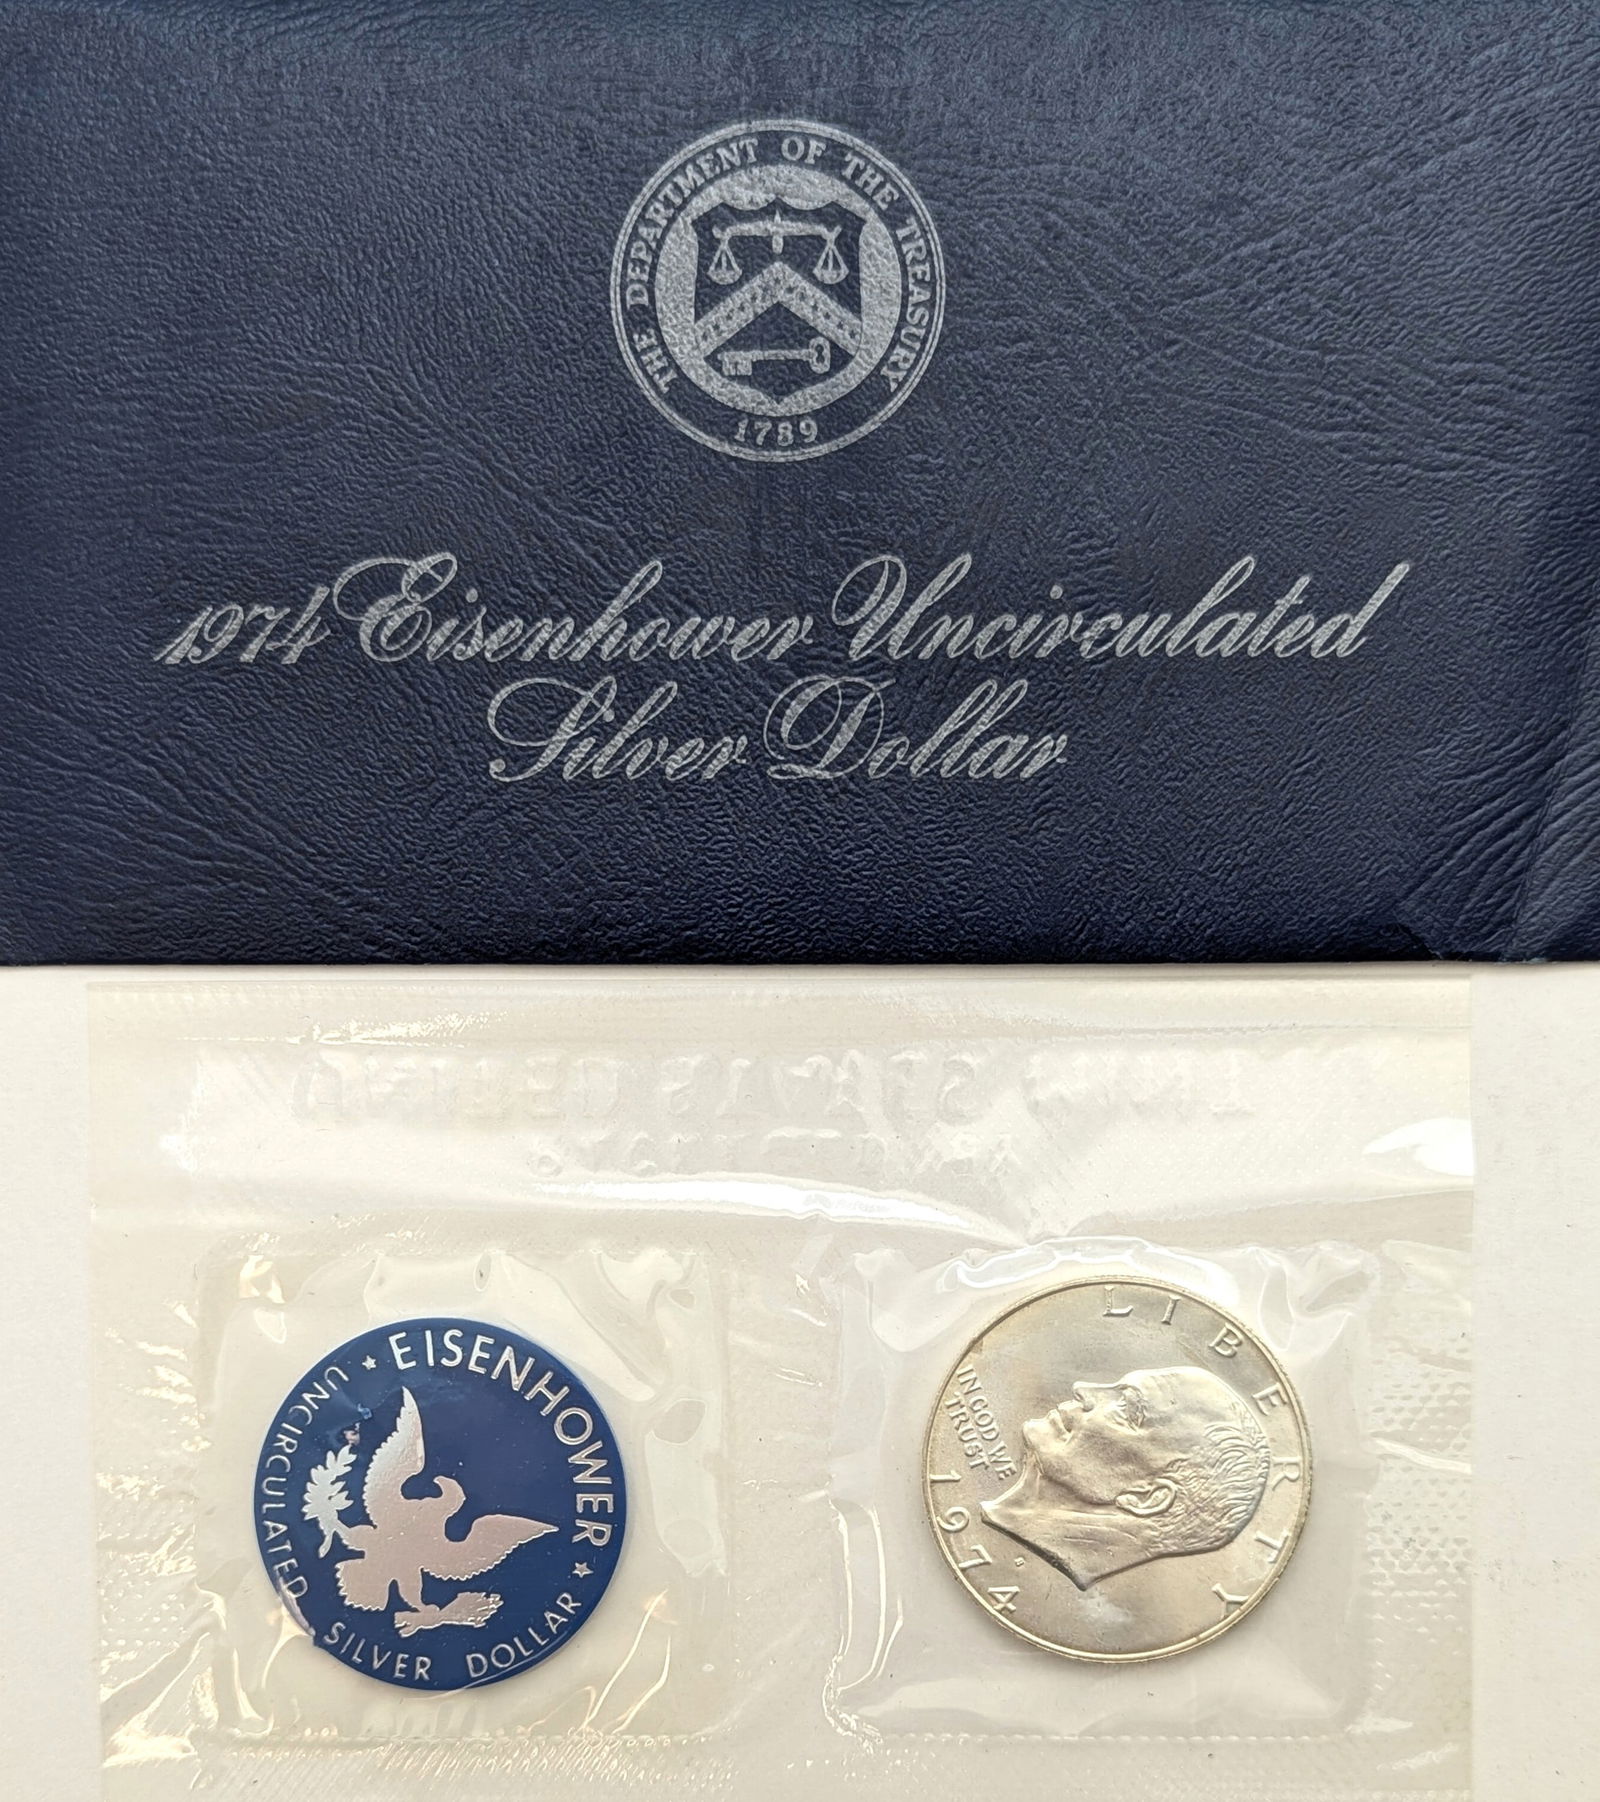 THE DEPARTMENT OF THE TREASURY
1789
1974 Eisenhower Uncirculated
Silver Dollar
EISENHOWER
UNCIRCULATED SILVER DOLLAR
LIBERTY
IN GOD WE
TRUST
S
1974